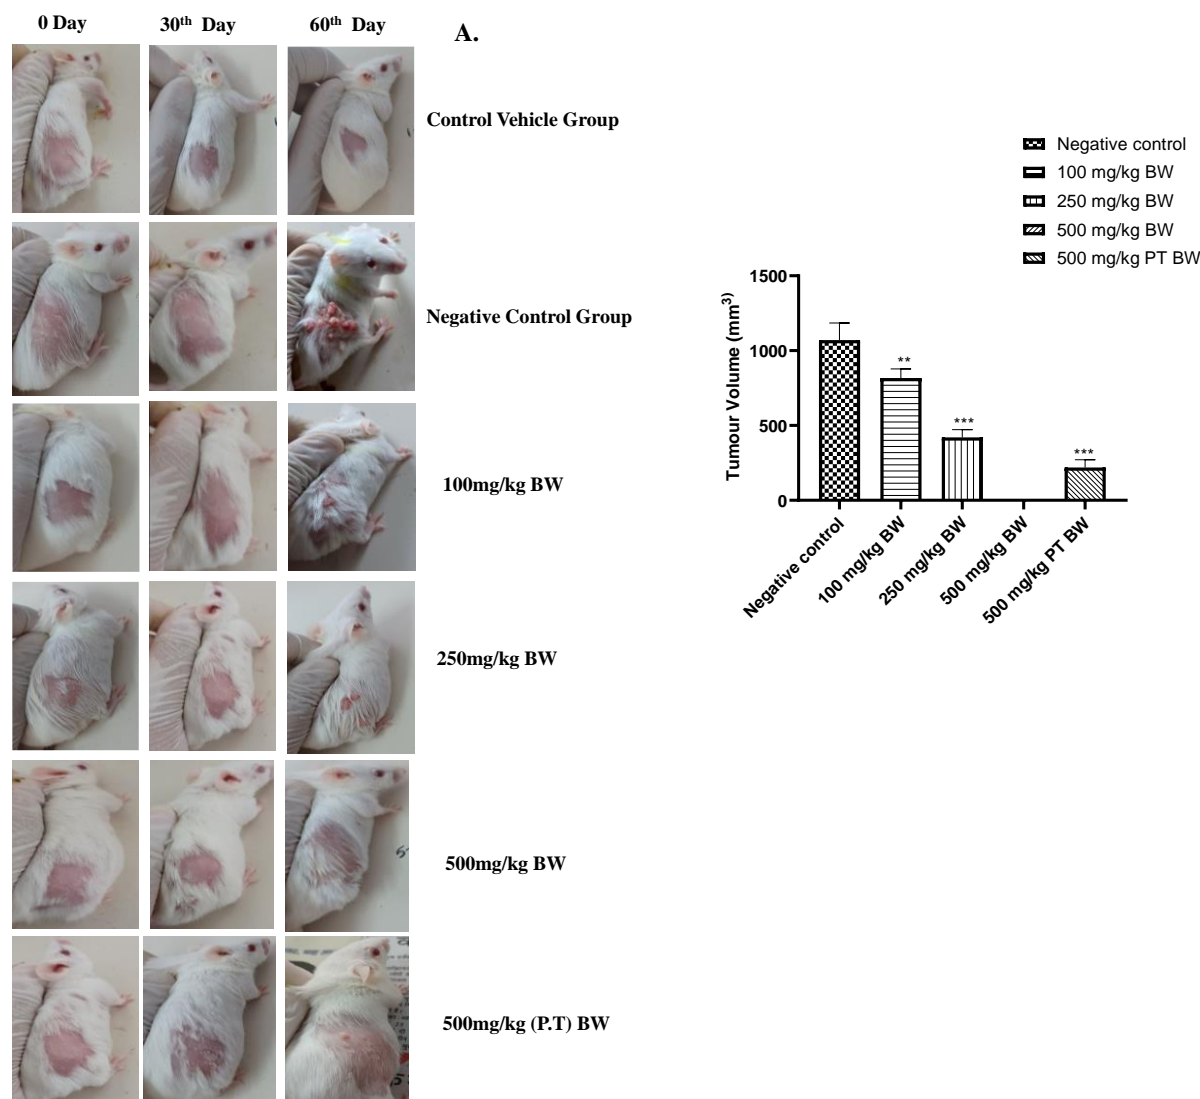 0 Day
30th Day
60th Day
A.
Control Vehicle Group
Negative Control Group
100mg/kg BW
250mg/kg BW
500mg/kg BW
500mg/kg (P.T) BW
Negative control
100 mg/kg BW
250 mg/kg BW
500 mg/kg BW
500 mg/kg PT BW
Tumour Volume (mm3)
1500
1000
500
0
**
***
***
Negative control
100 mg/kg BW
250 mg/kg BW
500 mg/kg BW
500 mg/kg PT BW